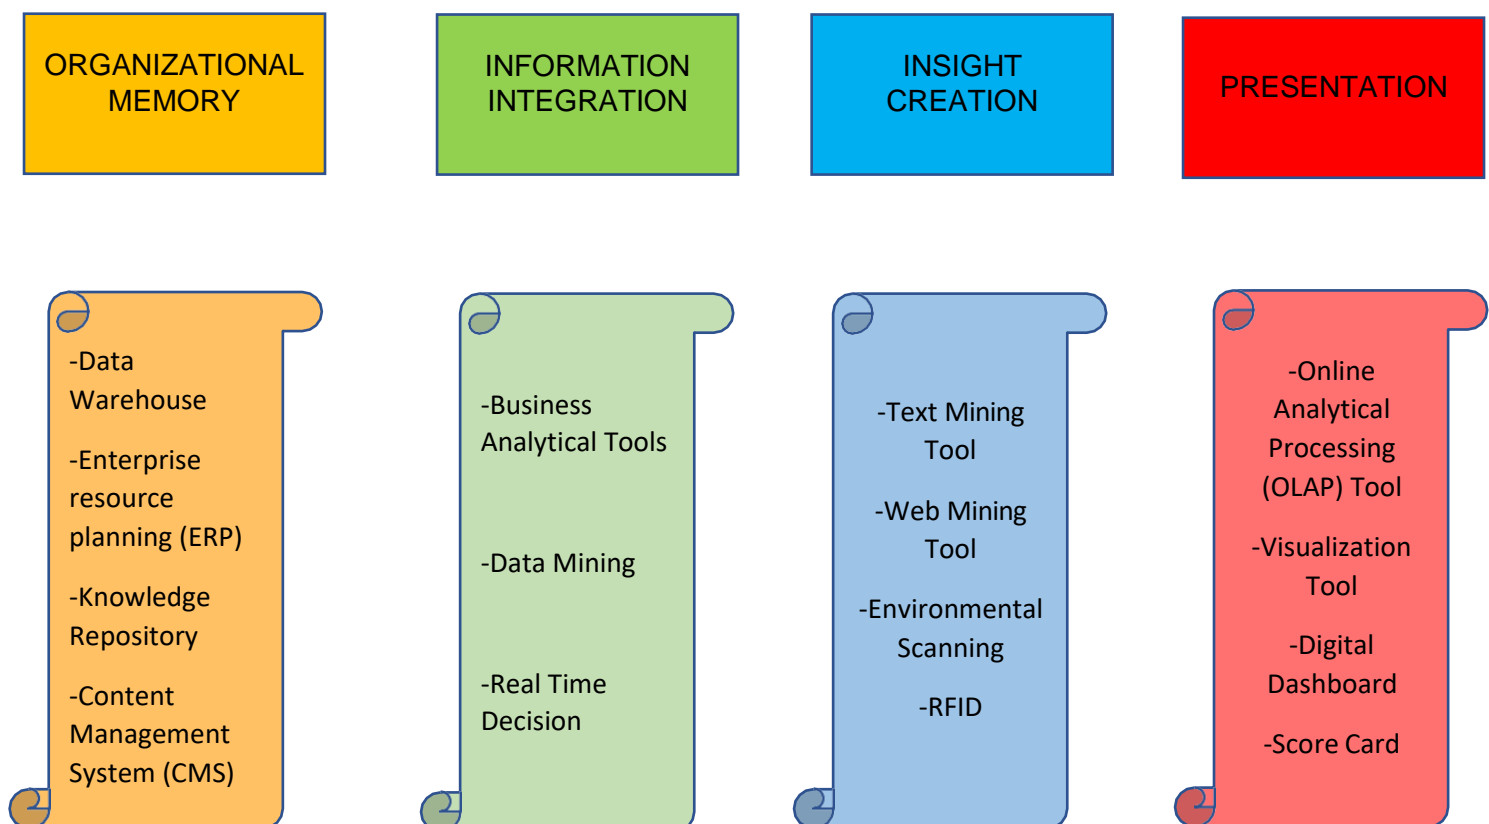 ORGANIZATIONAL
MEMORY
INFORMATION
INTEGRATION
INSIGHT
CREATION
PRESENTATION
-Data
Warehouse
-Enterprise
resource
planning (ERP)
-Knowledge
Repository
-Content
Management
System (CMS)
-Business
Analytical Tools
-Data Mining
-Real Time
Decision
-Text Mining
Tool
-Web Mining
Tool
-Environmental
Scanning
-RFID
-Online
Analytical
Processing
(OLAP) Tool
-Visualization
Tool
-Digital
Dashboard
-Score Card